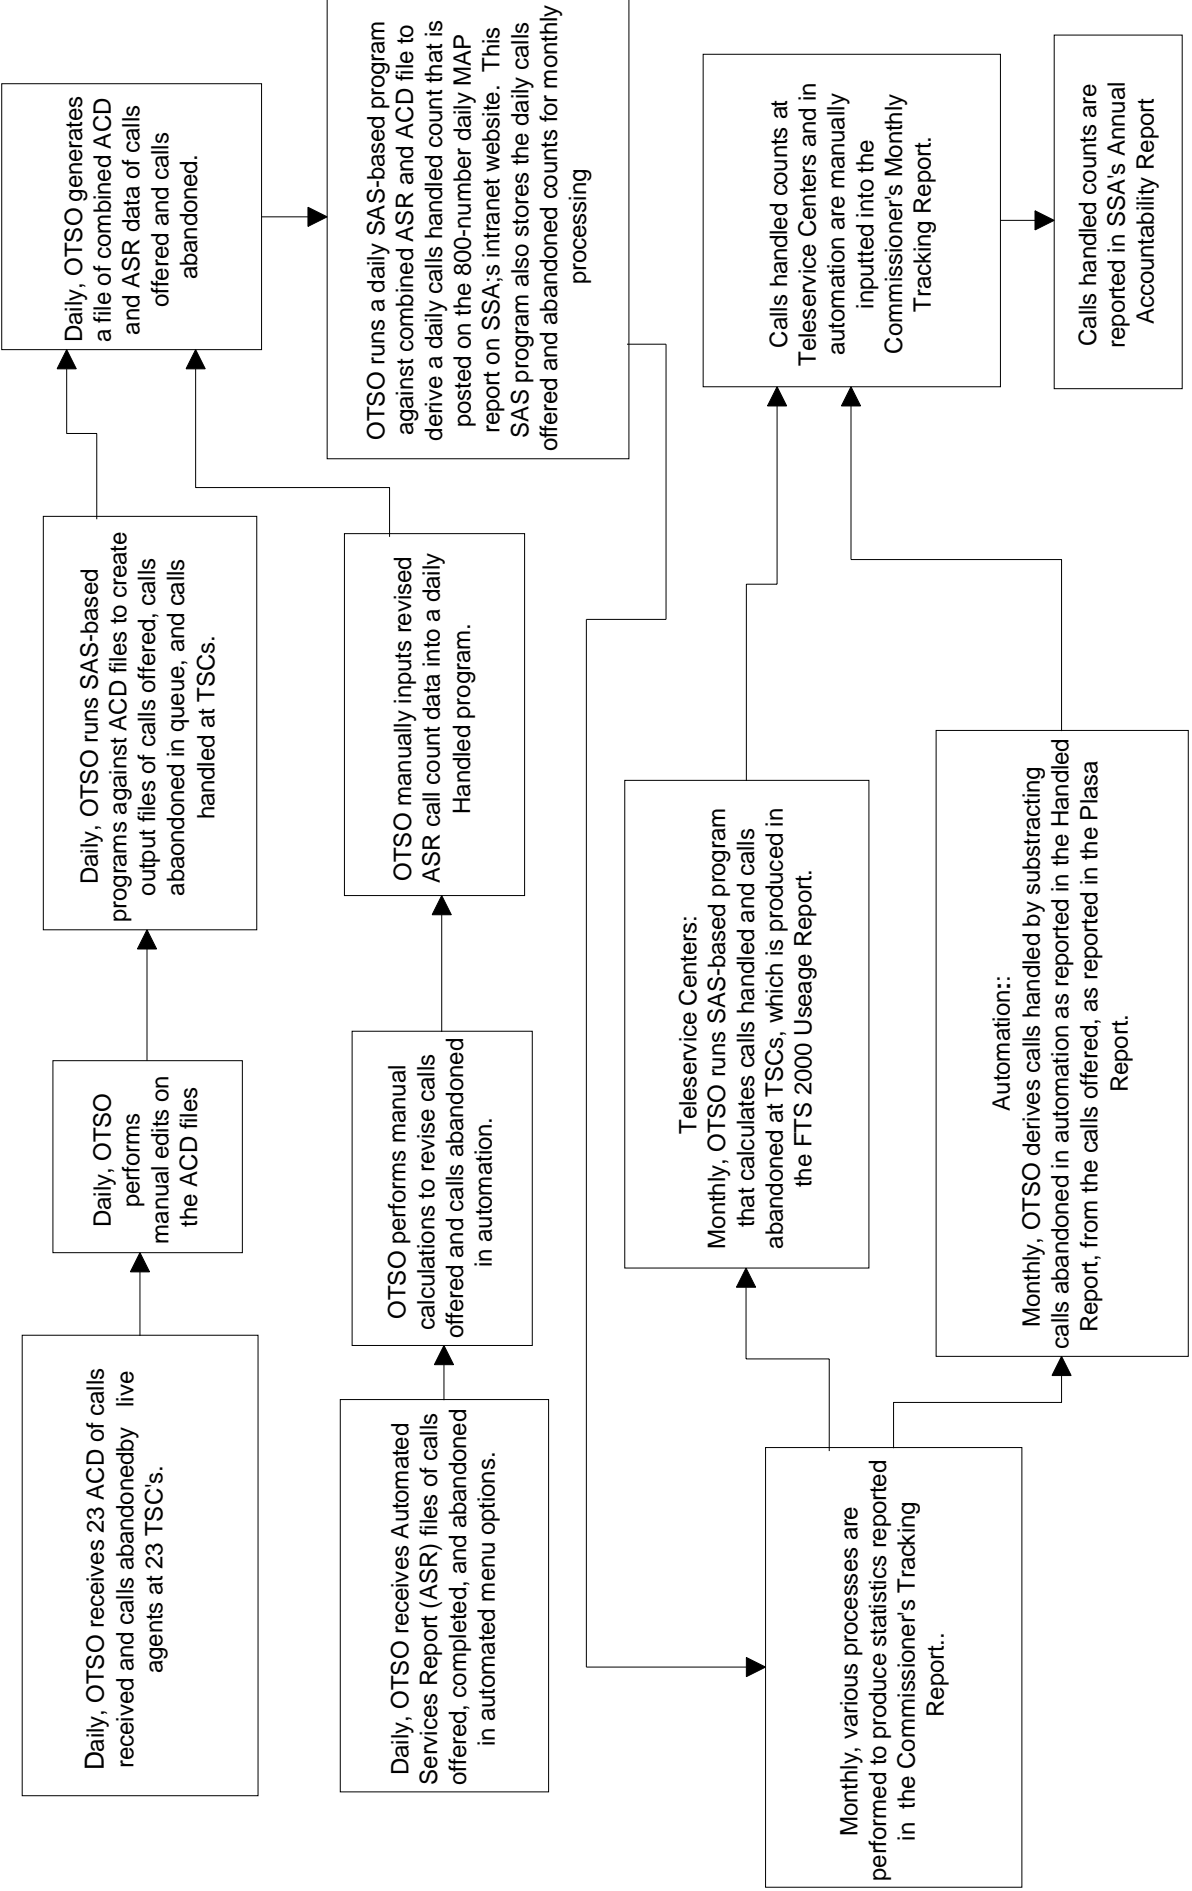 Daily, OTSO receives 23 ACD of calls
received and calls abandonedby live
agents at 23 TSC's.
Daily, OTSO
performs
manual edits on
the ACD files
Daily, OTSO runs SAS-based
programs against ACD files to create
output files of calls offered, calls
abaondoned in queue, and calls
handled at TSCs.
Daily, OTSO generates
a file of combined ACD
and ASR data of calls
offered and calls
abandoned.
Daily, OTSO receives Automated
Services Report (ASR) files of calls
offered, completed, and abandoned
in automated menu options.
OTSO performs manual
calculations to revise calls
offered and calls abandoned
in automation.
OTSO manually inputs revised
ASR call count data into a daily
Handled program.
OTSO runs a daily SAS-based program
against combined ASR and ACD file to
derive a daily calls handled count that is
posted on the 800-number daily MAP
report on SSA;s intranet website. This
SAS program also stores the daily calls
offered and abandoned counts for monthly
processing
Monthly, various processes are
performed to produce statistics reported
in the Commissioner's Tracking
Report..
Teleservice Centers:
Monthly, OTSO runs SAS-based program
that calculates calls handled and calls
abandoned at TSCs, which is produced in
the FTS 2000 Useage Report.
Automation::
Monthly, OTSO derives calls handled by substracting
calls abandoned in automation as reported in the Handled
Report, from the calls offered, as reported in the Plasa
Report.
Calls handled counts at
Teleservice Centers and in
automation are manually
inputted into the
Commissioner's Monthly
Tracking Report.
Calls handled counts are
reported in SSA's Annual
Accountability Report